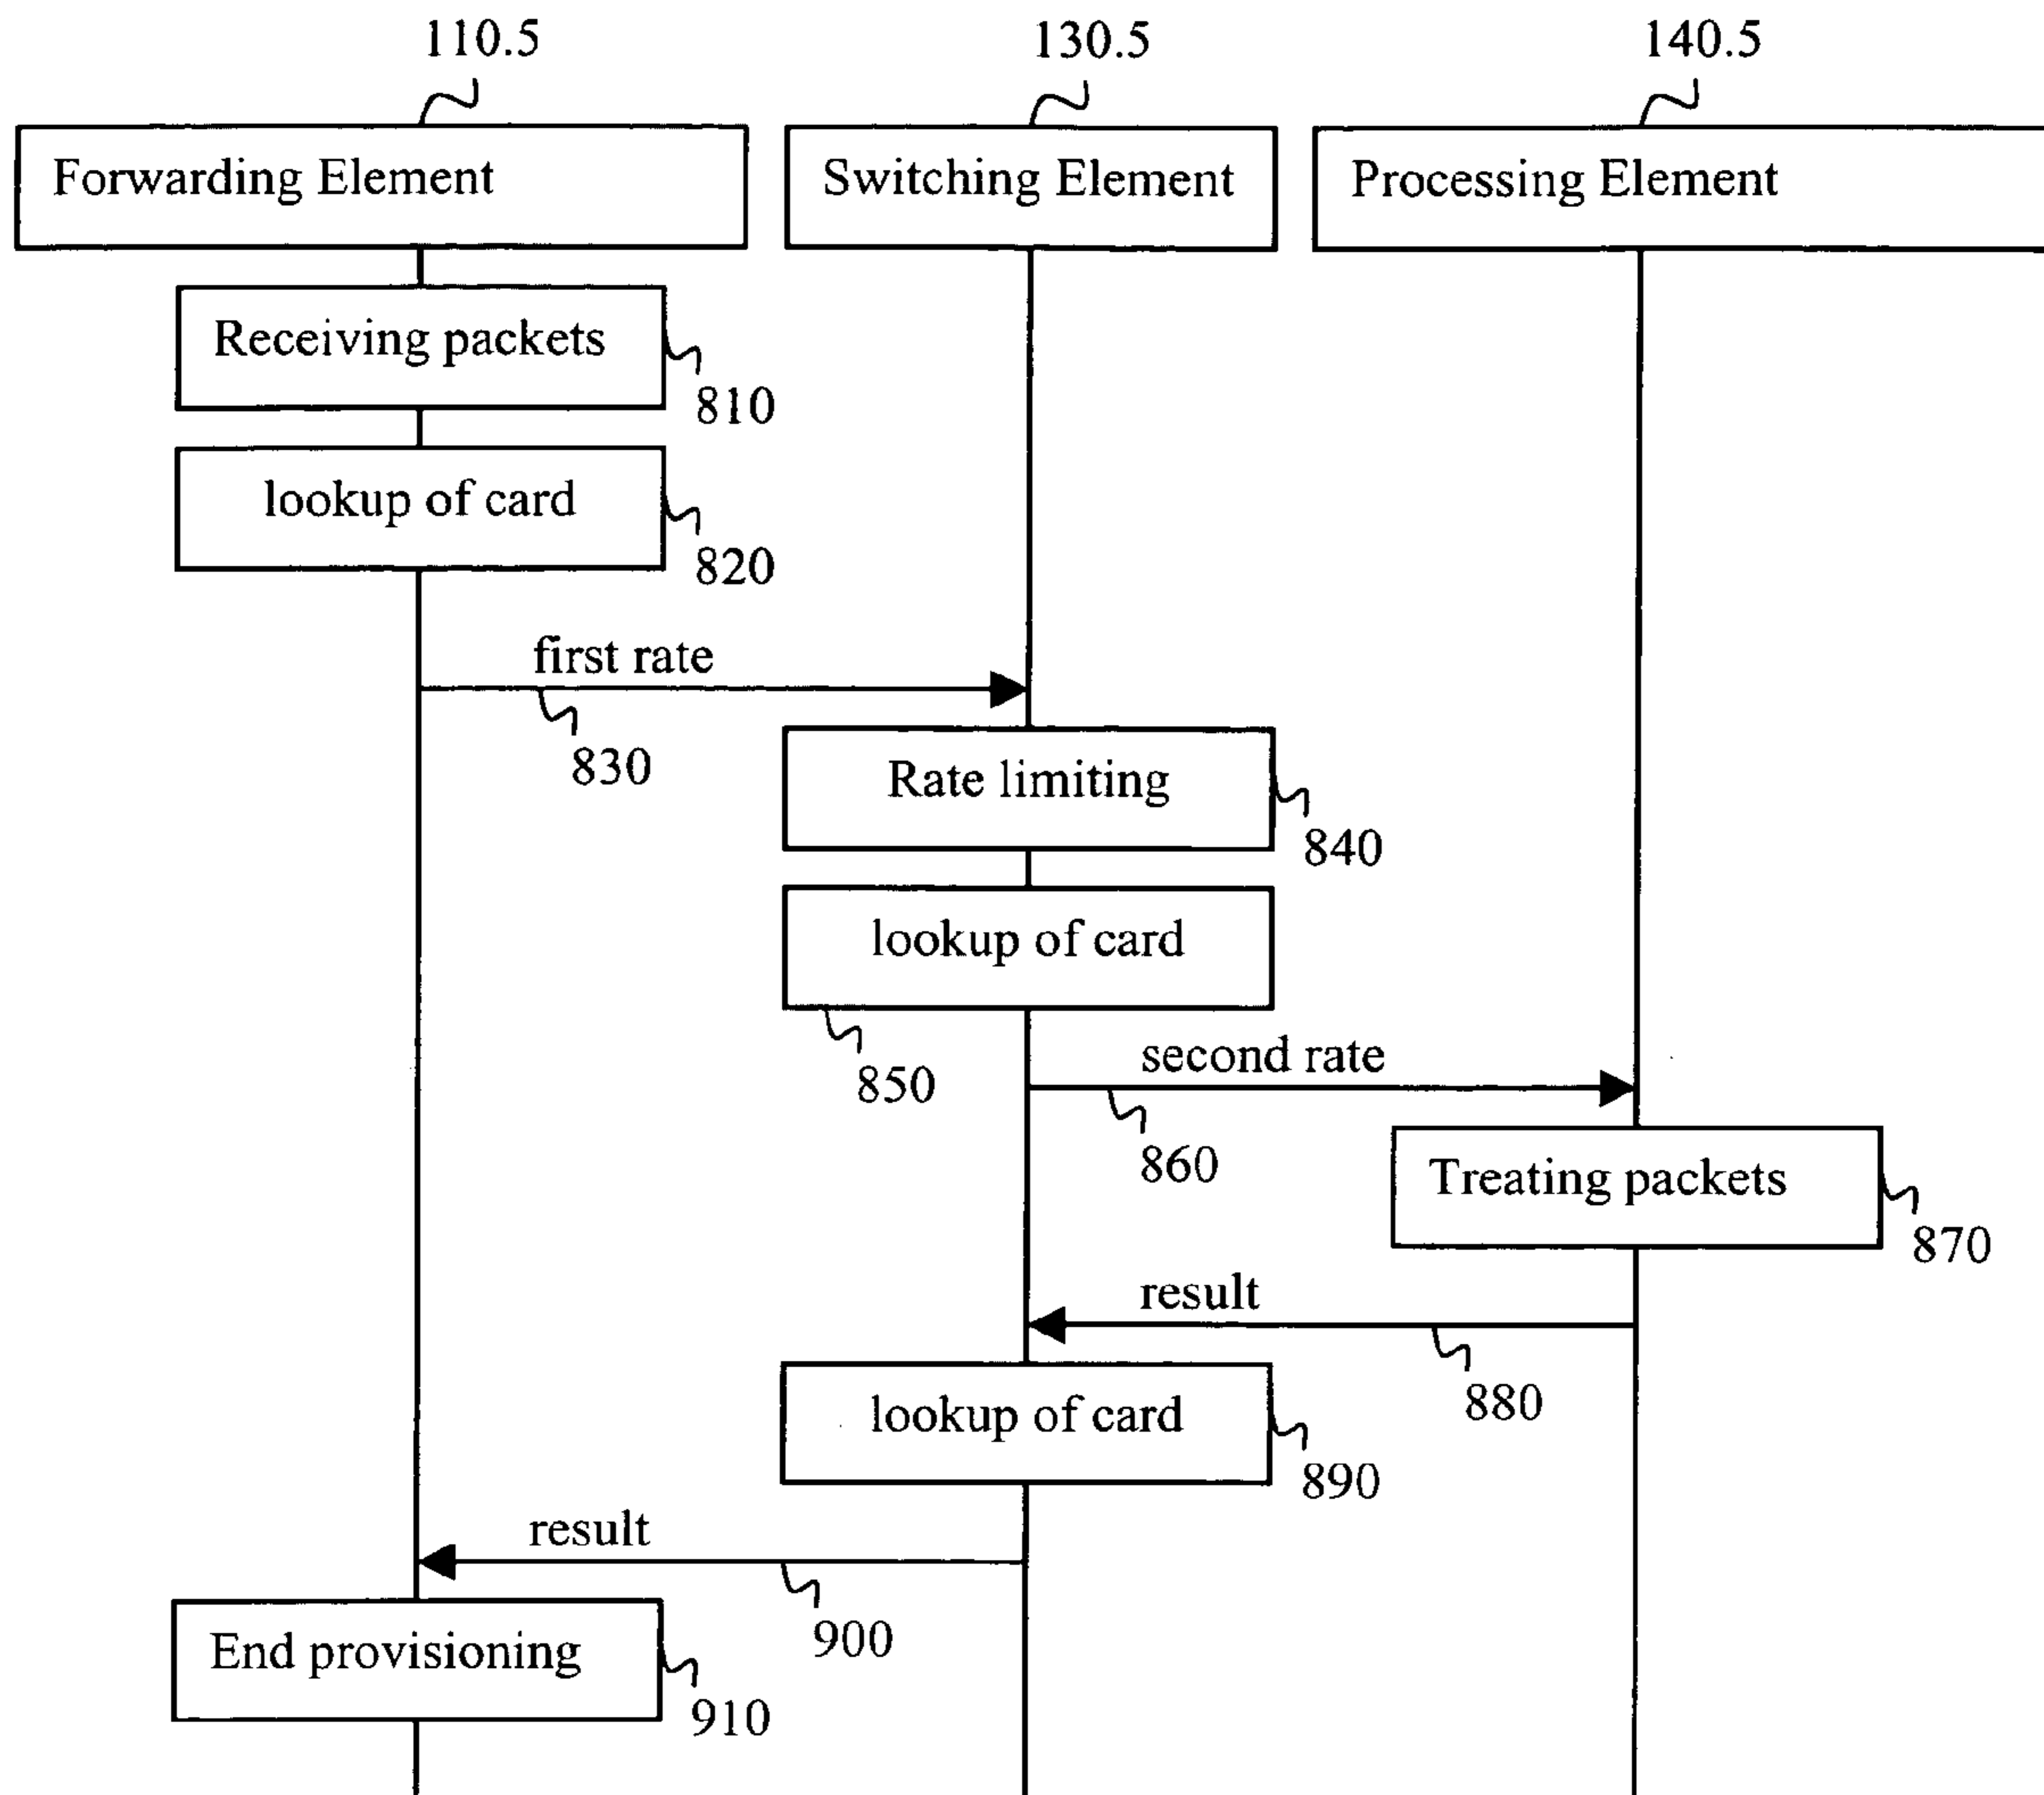 110.5
130.5
140.5
Forwarding Element
Switching Element
Processing Element
Receiving packets
810
lookup of card
820
first rate
830
Rate limiting
840
lookup of card
850
second rate
860
Treating packets
870
result
880
lookup of card
890
result
900
End provisioning
910